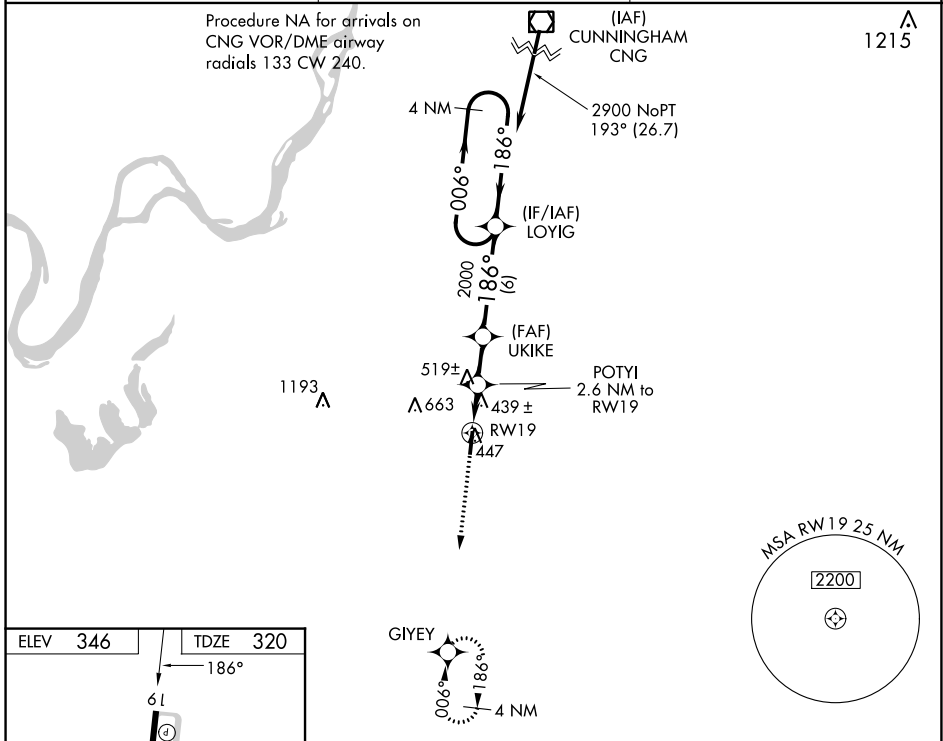 Procedure NA for arrivals on
CNG VOR/DME airway
radials 133 CW 240.
(IAF)
CUNNINGHAM
CNG
1215
4 NM
2900 NoPT
193° (26.7)
186°
006°
(IF/IAF)
LOYIG
2000
186°
(6)
(FAF)
UKIKE
519±
POTYI
2.6 NM to
RW19
1193
663
439 ±
RW19
447
MSA RW19 25 NM
2200
ELEV 346
TDZE 320
186°
19
P
GIYEY
006°
186°
4 NM